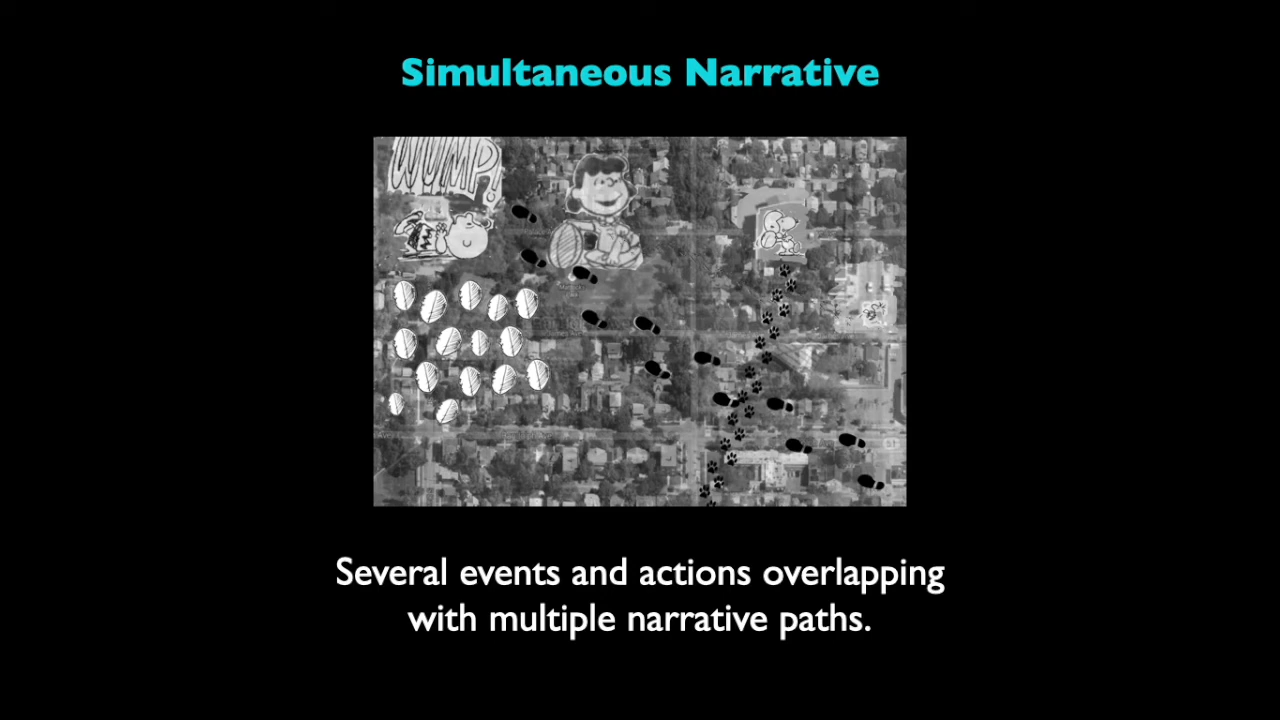 Simultaneous Narrative
WUMP!
Several events and actions overlapping
with multiple narrative paths.